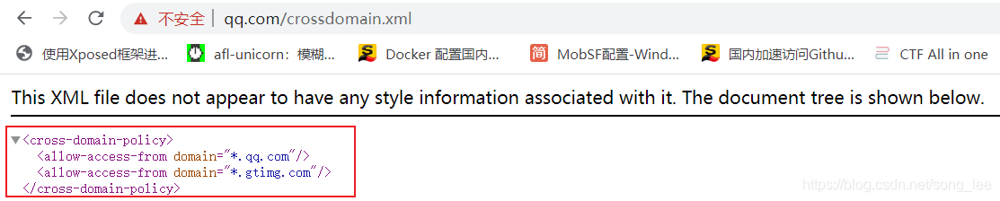 不安全 | qq.com/crossdomain.xml
使用Xposed框架进... afl-unicorn：模糊... Docker 配置国内... 简 MobSF配置-Wind... 国内加速访问Githu... CTF All in one
This XML file does not appear to have any style information associated with it. The document tree is shown below.
▼<cross-domain-policy>
<allow-access-from domain="*.qq.com"/>
<allow-access-from domain="*.gtimg.com"/>
</cross-domain-policy>
https://blog.csdn.net/song_lee